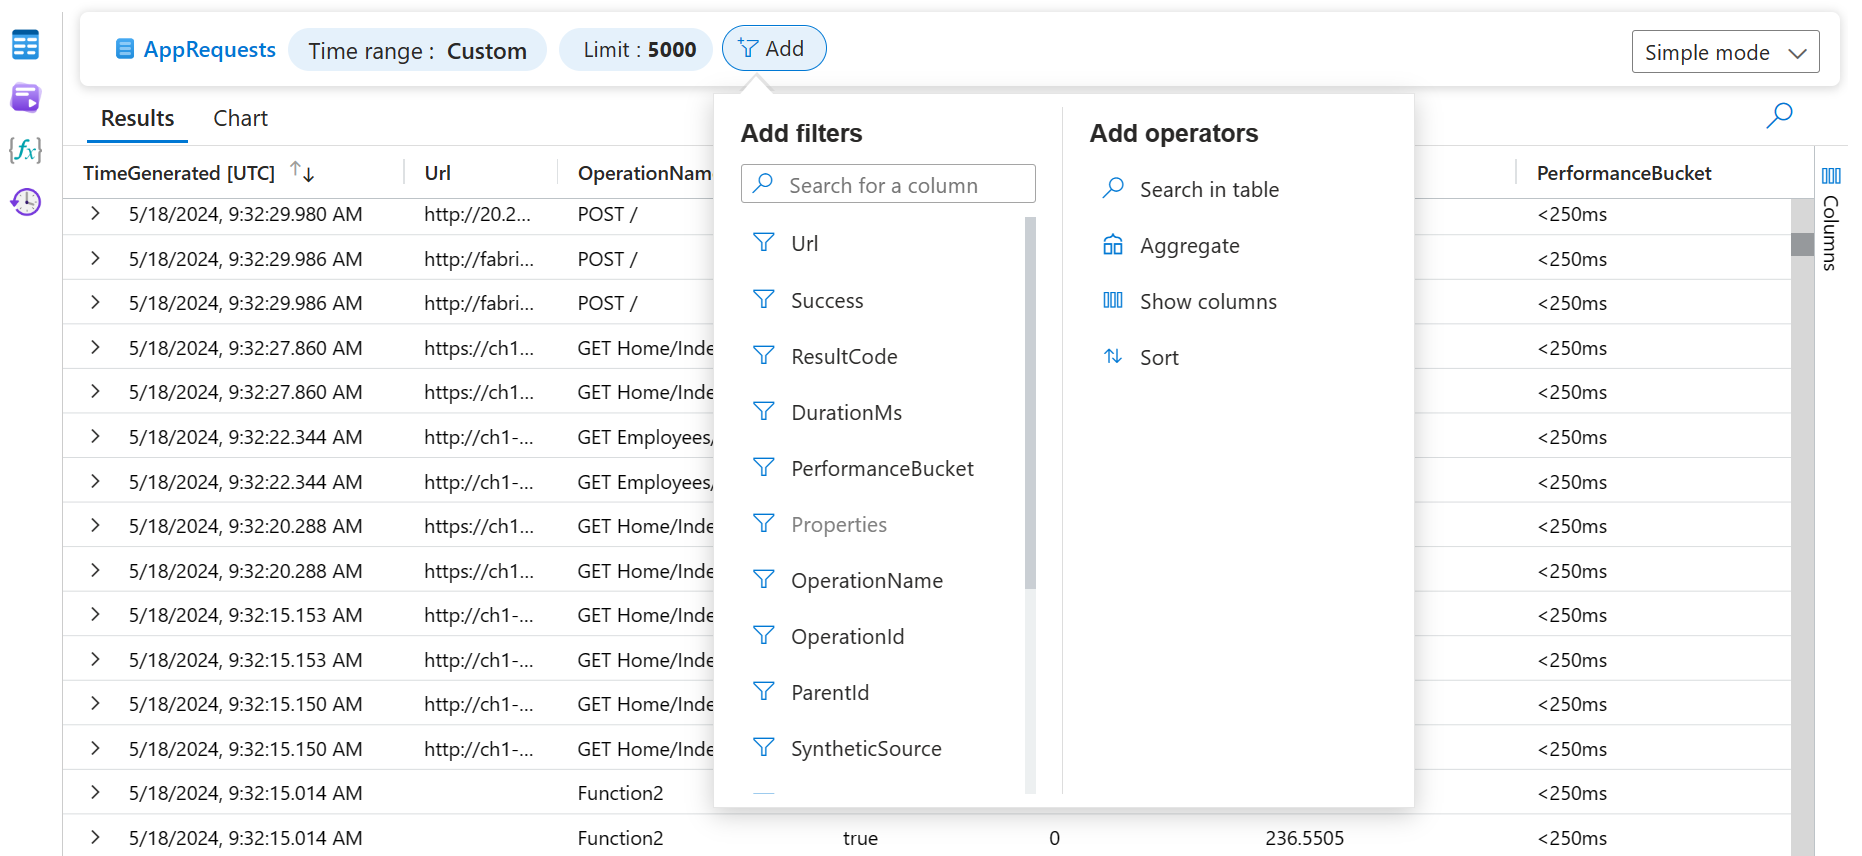 AppRequests Time range : Custom Limit : 5000 Add Simple mode
Results Chart
TimeGenerated [UTC] Url OperationNam PerformanceBucket
5/18/2024, 9:32:29.980 AM http://20.2... POST / <250ms
5/18/2024, 9:32:29.986 AM http://fabri... POST / <250ms
5/18/2024, 9:32:29.986 AM http://fabri... POST / <250ms
5/18/2024, 9:32:27.860 AM https://ch1... GET Home/Inde <250ms
5/18/2024, 9:32:27.860 AM https://ch1... GET Home/Inde <250ms
5/18/2024, 9:32:22.344 AM http://ch1-... GET Employees/ <250ms
5/18/2024, 9:32:22.344 AM http://ch1-... GET Employees/ <250ms
5/18/2024, 9:32:20.288 AM https://ch1... GET Home/Inde <250ms
5/18/2024, 9:32:20.288 AM https://ch1... GET Home/Inde <250ms
5/18/2024, 9:32:15.153 AM http://ch1-... GET Home/Inde <250ms
5/18/2024, 9:32:15.153 AM http://ch1-... GET Home/Inde <250ms
5/18/2024, 9:32:15.150 AM http://ch1-... GET Home/Inde <250ms
5/18/2024, 9:32:15.150 AM http://ch1-... GET Home/Inde <250ms
5/18/2024, 9:32:15.014 AM Function2 <250ms
5/18/2024, 9:32:15.014 AM Function2 true 0 236.5505 <250ms
Add filters
Search for a column
Url
Success
ResultCode
DurationMs
PerformanceBucket
Properties
OperationName
OperationId
ParentId
SyntheticSource
Add operators
Search in table
Aggregate
Show columns
Sort
Columns
{fx}